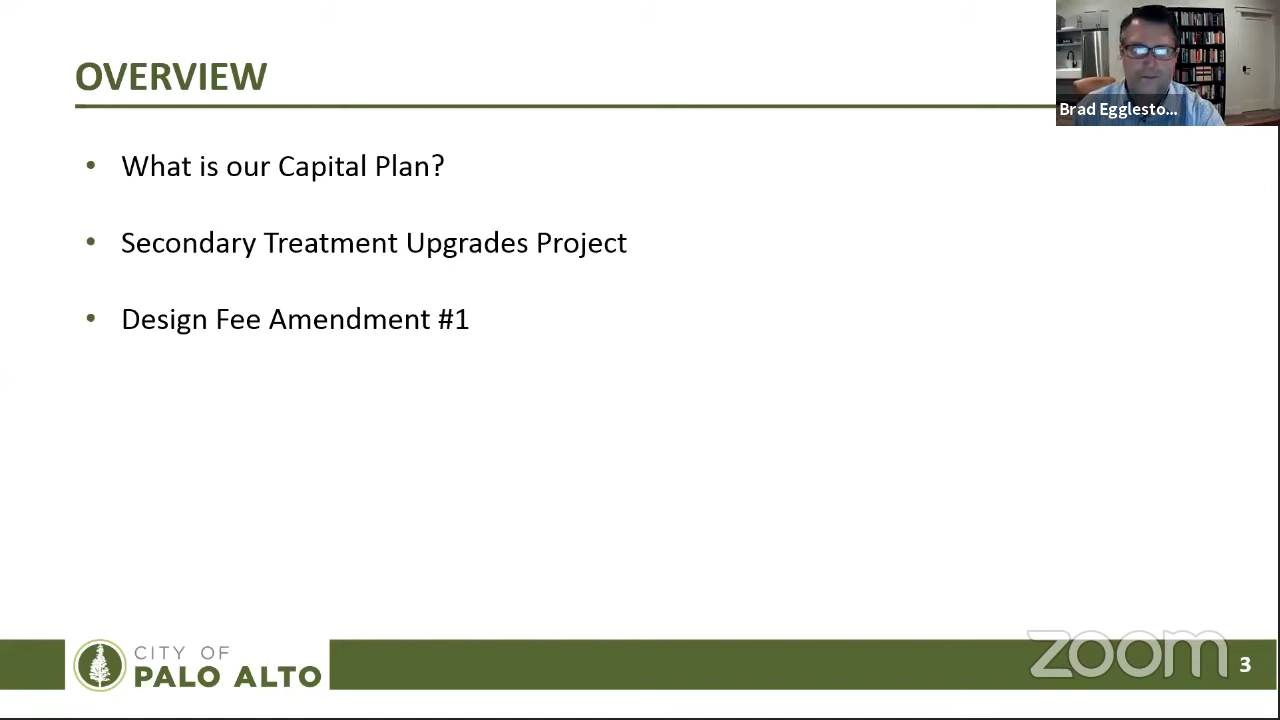 OVERVIEW
Brad Egglesto...
• What is our Capital Plan?
• Secondary Treatment Upgrades Project
• Design Fee Amendment #1
CITY OF
PALO ALTO
zoom
3